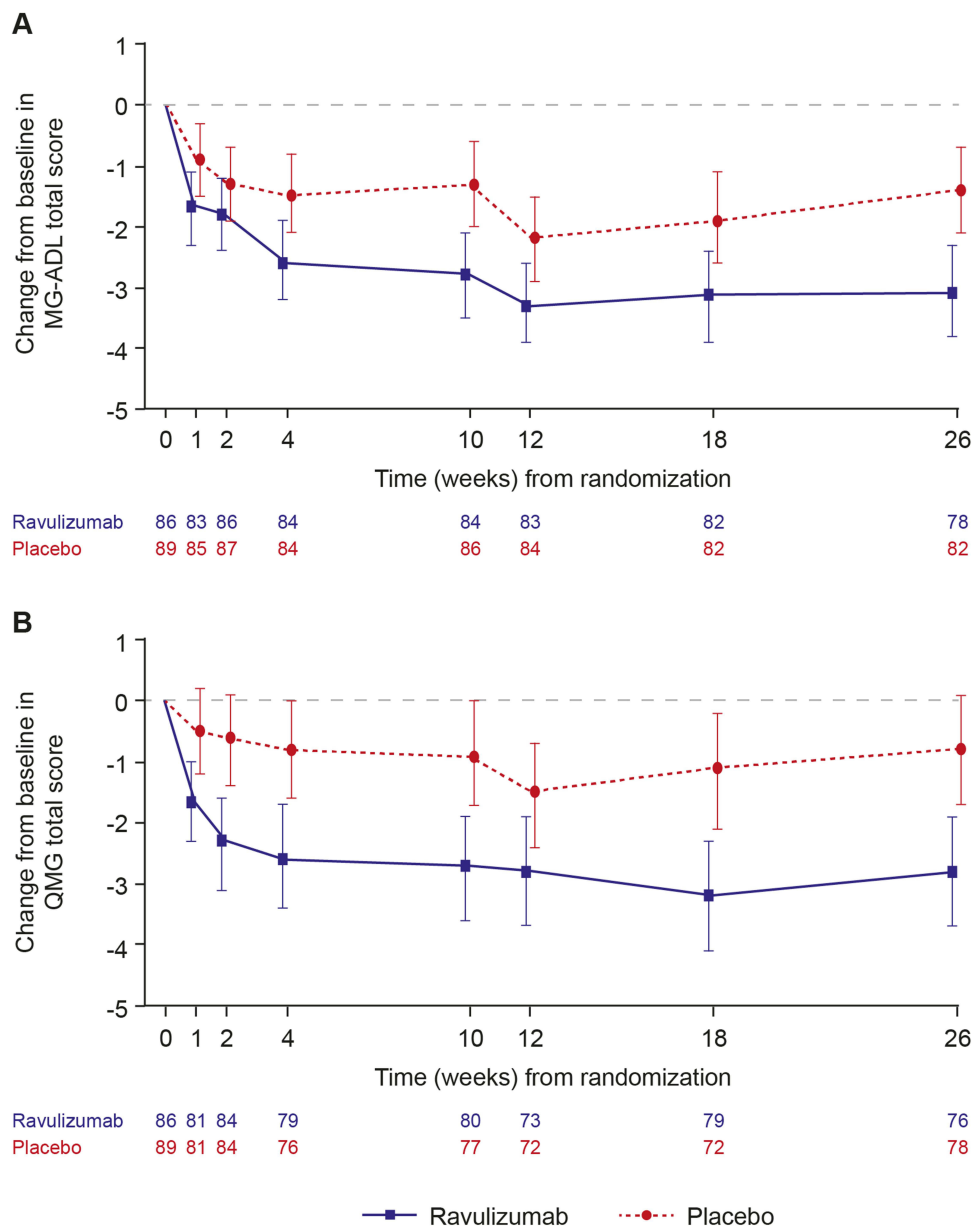 A
Change from baseline in
MG-ADL total score
1
0
-1
-2
-3
-4
-5
0 1 2 4 10 12 18 26
Time (weeks) from randomization
Ravulizumab 86 83 86 84 84 83 82 78
Placebo 89 85 87 84 86 84 82 82
B
Change from baseline in
QMG total score
1
0
-1
-2
-3
-4
-5
0 1 2 4 10 12 18 26
Time (weeks) from randomization
Ravulizumab 86 81 84 79 80 73 79 76
Placebo 89 81 84 76 77 72 72 78
Ravulizumab Placebo